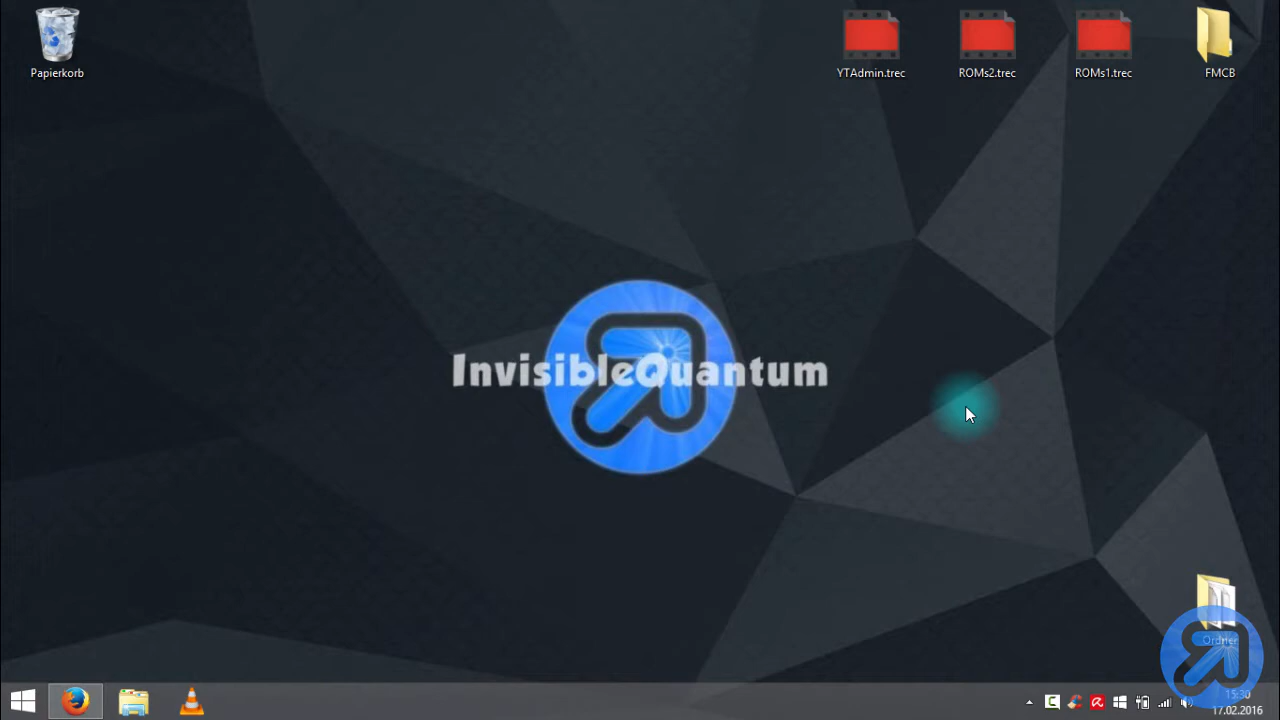 Papierkorb
YTAdmin.trec
ROMs2.trec
ROMs1.trec
FMCB
InvisibleQuantum
Ordner
15:30
17.02.2016